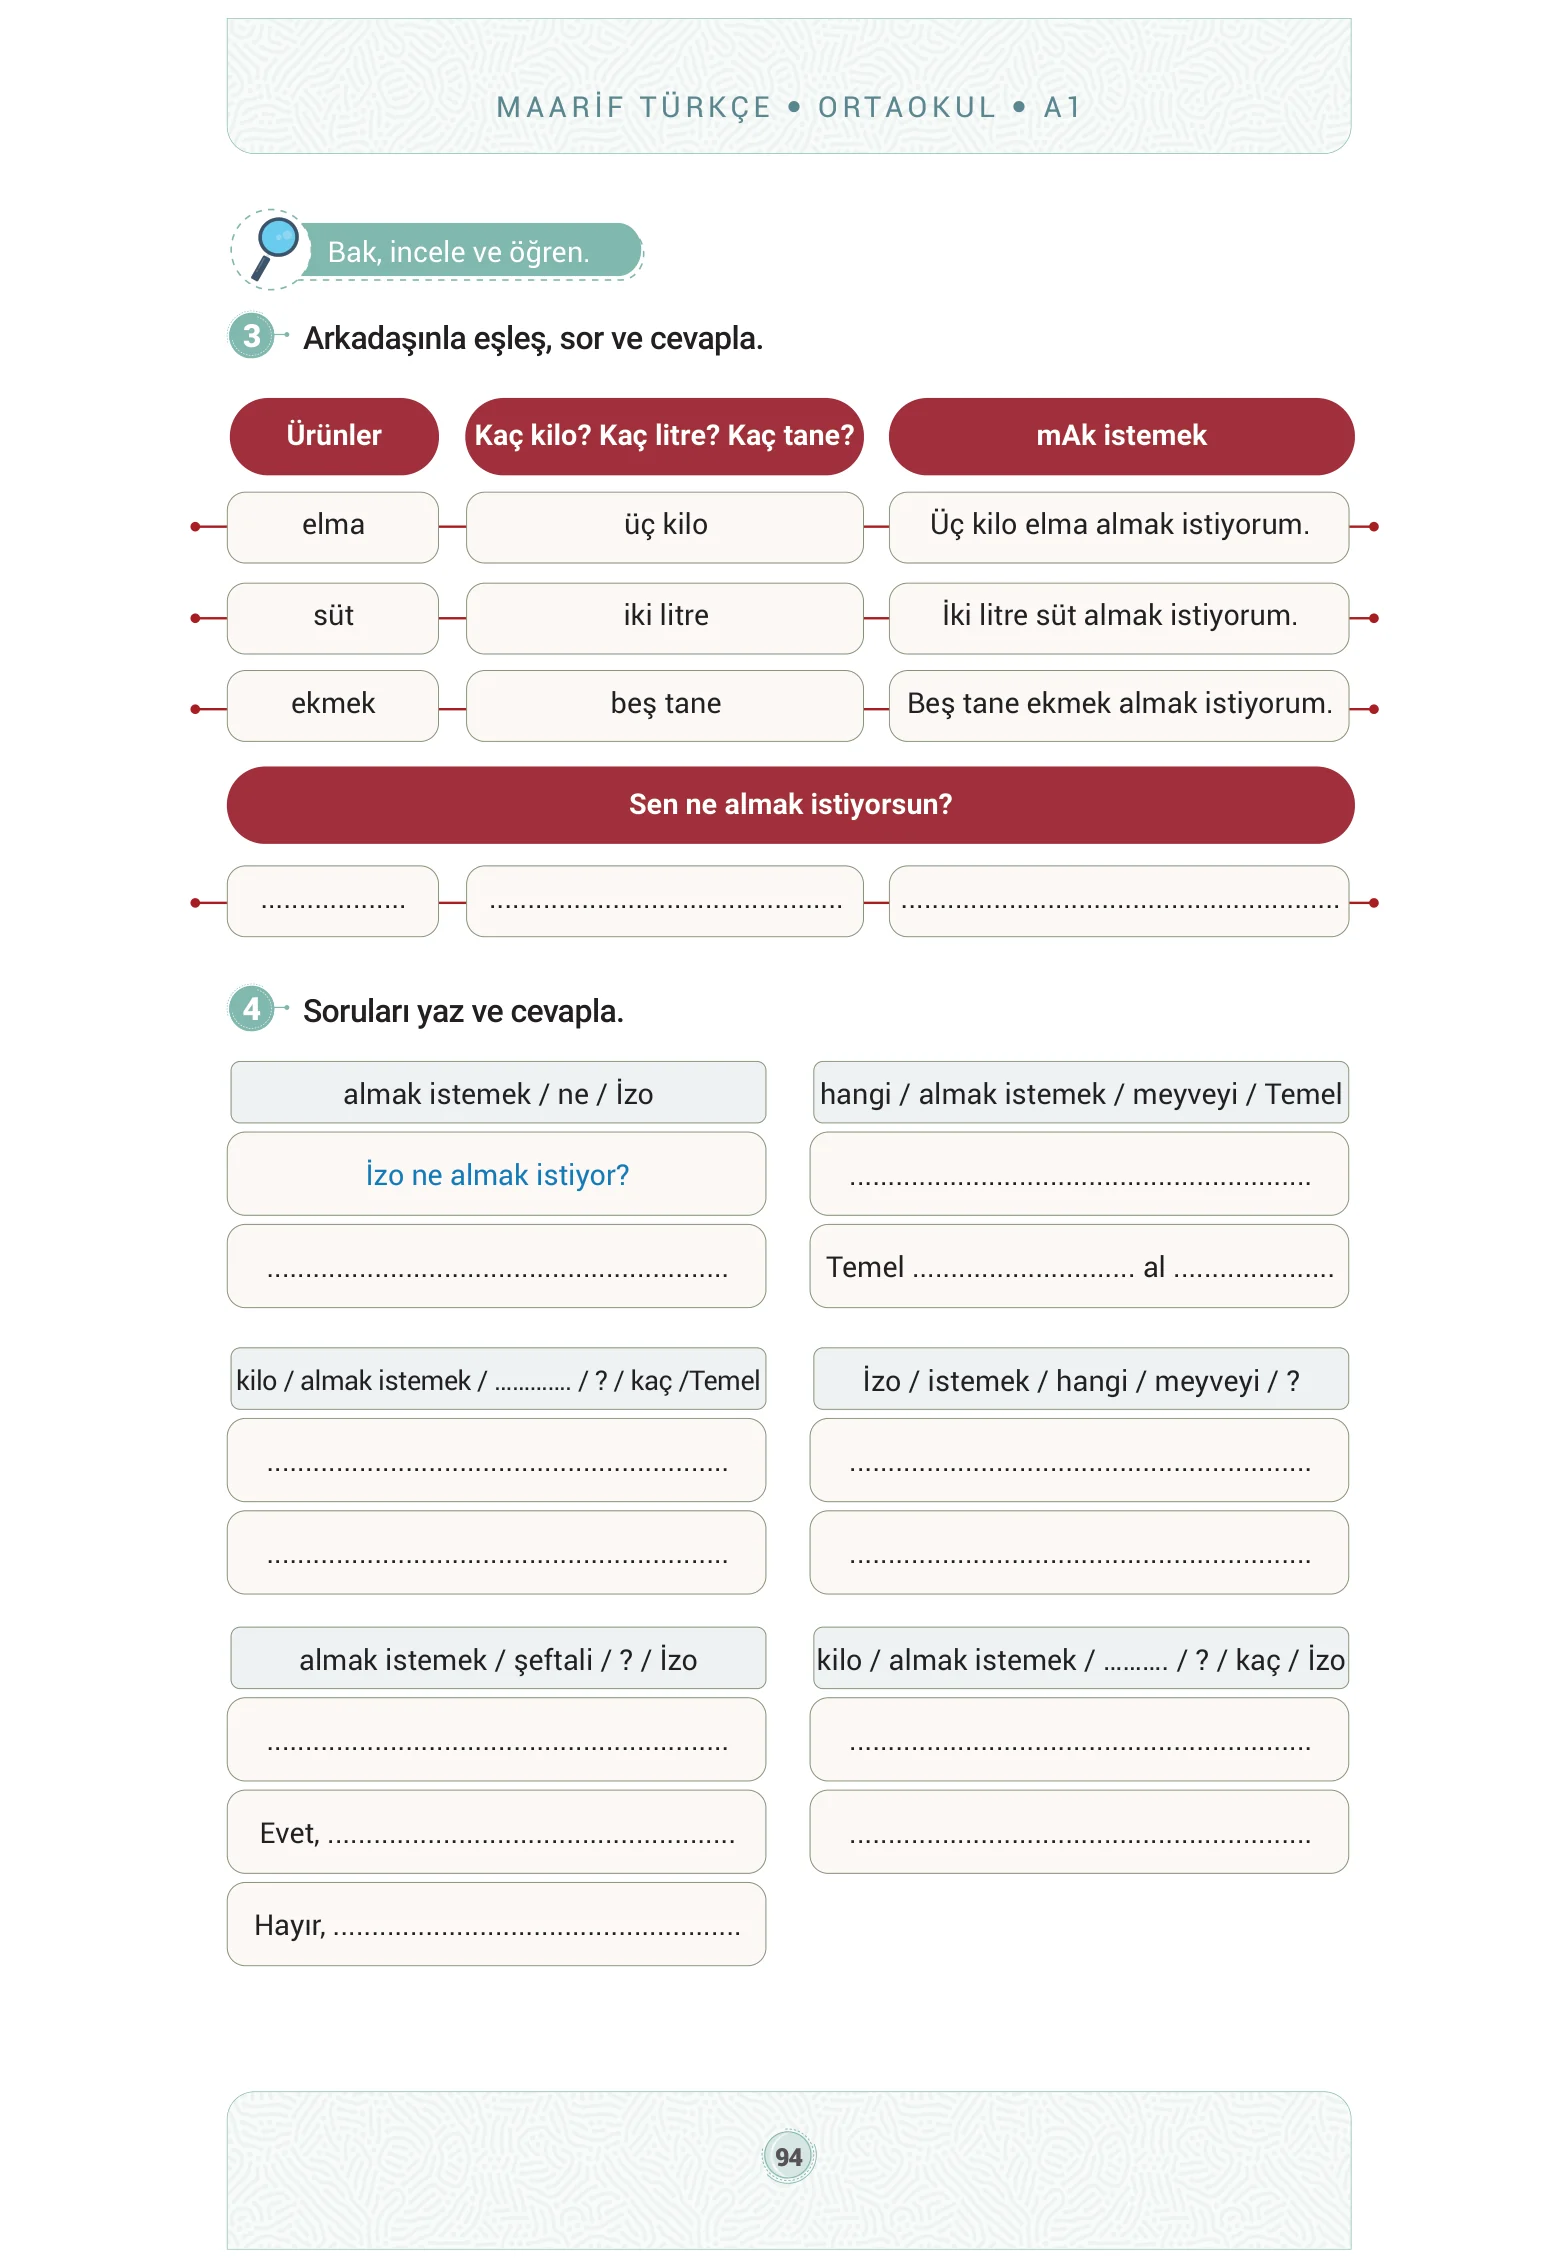 MAARİF TÜRKÇE • ORTAOKUL • A1
Bak, incele ve öğren.
3 Arkadaşınla eşleş, sor ve cevapla.
Ürünler Kaç kilo? Kaç litre? Kaç tane? mAk istemek
elma üç kilo Üç kilo elma almak istiyorum.
süt iki litre İki litre süt almak istiyorum.
ekmek beş tane Beş tane ekmek almak istiyorum.
Sen ne almak istiyorsun?
................... .............................................. .........................................................
4 Soruları yaz ve cevapla.
almak istemek / ne / İzo hangi / almak istemek / meyveyi / Temel
İzo ne almak istiyor? ............................................................
............................................................ Temel ............................. al .....................
kilo / almak istemek / ............. / ? / kaç /Temel İzo / istemek / hangi / meyveyi / ?
............................................................ ............................................................
............................................................ ............................................................
almak istemek / şeftali / ? / İzo kilo / almak istemek / .......... / ? / kaç / İzo
............................................................ ............................................................
Evet, ..................................................... ............................................................
Hayır, .....................................................
94